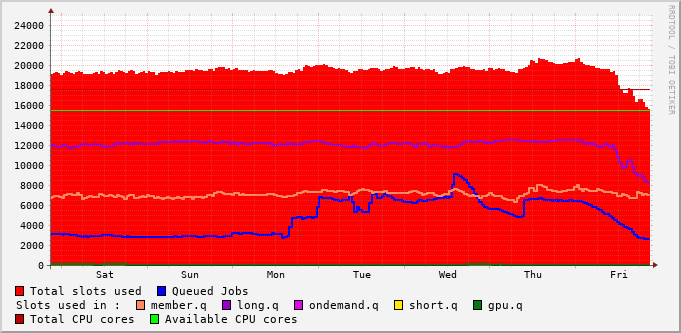 24000
22000
20000
18000
16000
14000
12000
10000
8000
6000
4000
2000
0
Sat Sun Mon Tue Wed Thu Fri
Total slots used Queued Jobs
Slots used in : member.q long.q ondemand.q short.q gpu.q
Total CPU cores Available CPU cores
RRDTOOL / TOBI OETIKER